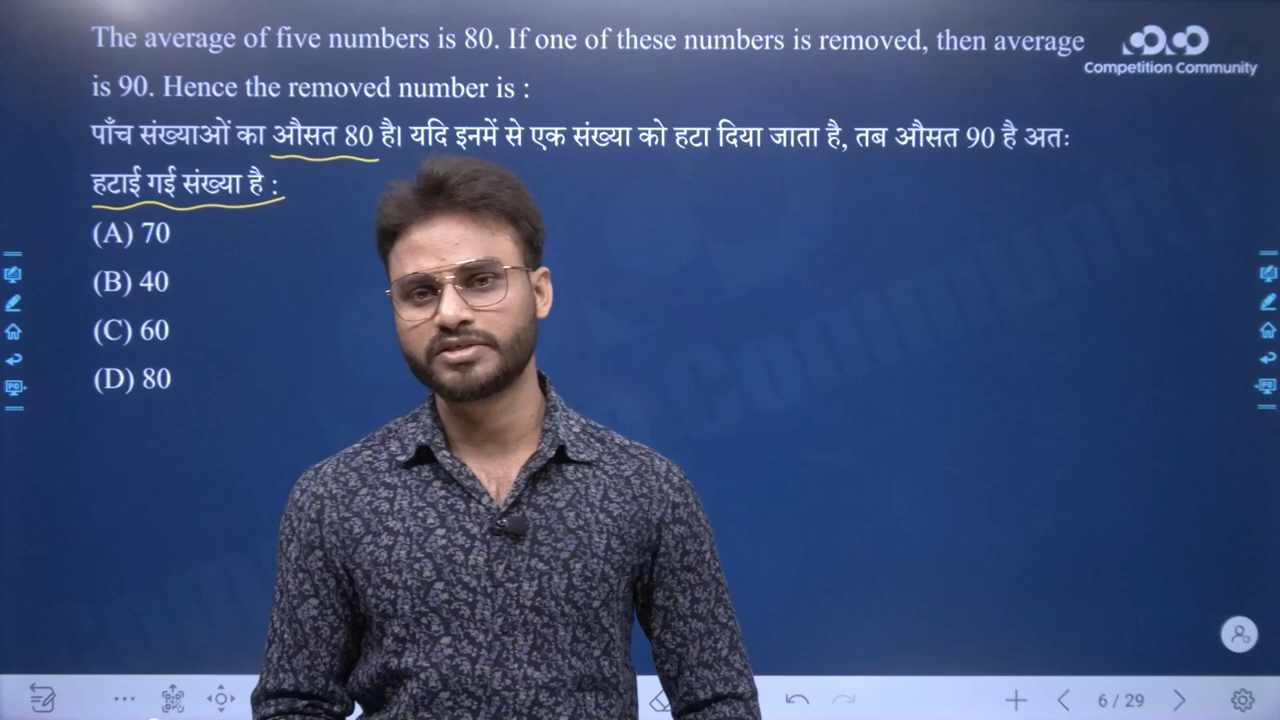 The average of five numbers is 80. If one of these numbers is removed, then average
is 90. Hence the removed number is :
पाँच संख्याओं का औसत 80 है। यदि इनमें से एक संख्या को हटा दिया जाता है, तब औसत 90 है अतः
हटाई गई संख्या है :
(A) 70
(B) 40
(C) 60
(D) 80
Competition Community
PC
PC
6 / 29